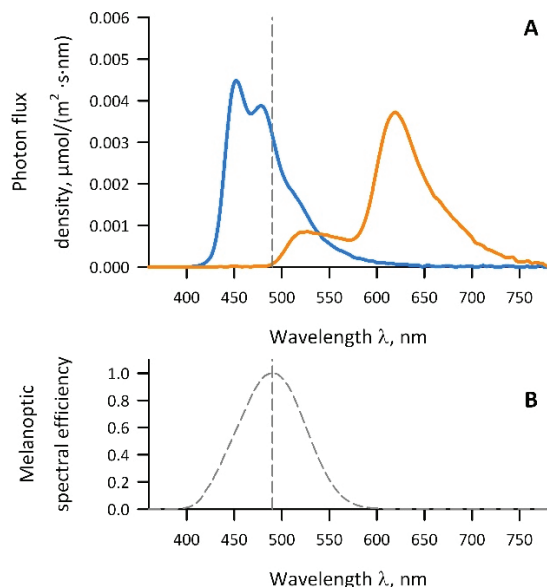 A
Photon flux
density, μmol/(m² ·s·nm)
0.006
0.005
0.004
0.003
0.002
0.001
0.000
400 450 500 550 600 650 700 750
Wavelength λ, nm
B
Melanoptic
spectral efficiency
1.0
0.8
0.6
0.4
0.2
0.0
400 450 500 550 600 650 700 750
Wavelength λ, nm